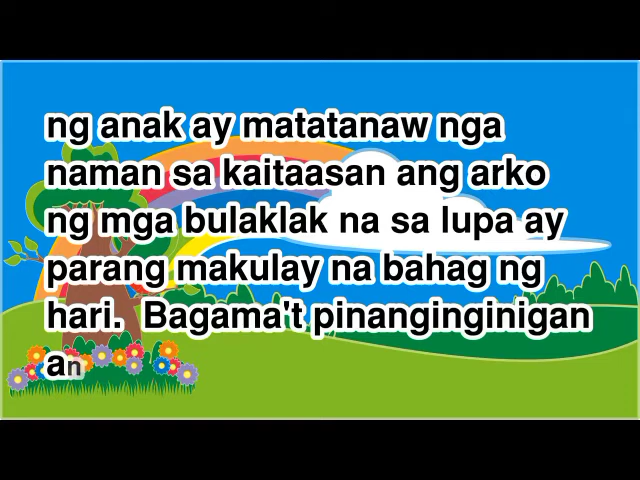 ng anak ay matatanaw nga
naman sa kaitaasan ang arko
ng mga bulaklak na sa lupa ay
parang makulay na bahag ng
hari.  Bagama't pinanginginigan
an